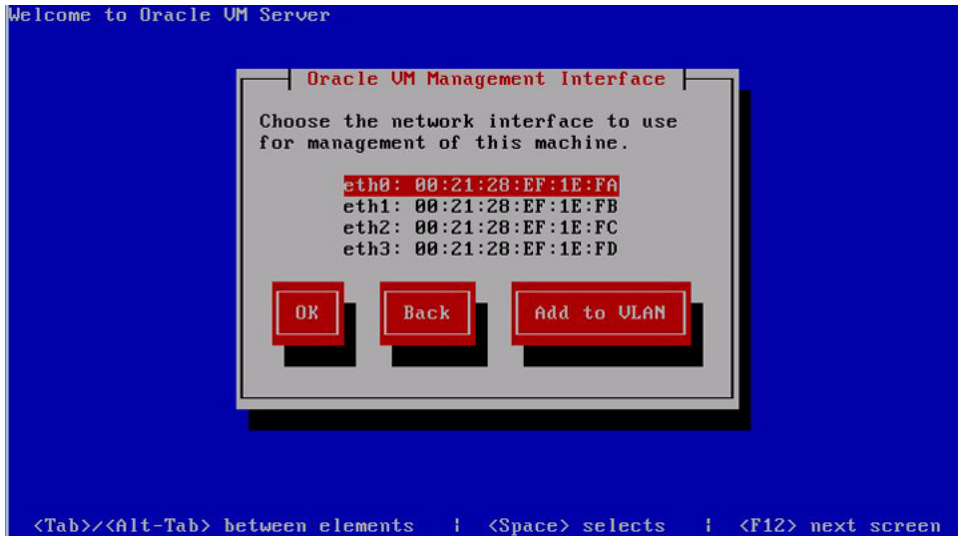 Welcome to Oracle VM Server
Oracle VM Management Interface
Choose the network interface to use
for management of this machine.
eth0: 00:21:28:EF:1E:FA
eth1: 00:21:28:EF:1E:FB
eth2: 00:21:28:EF:1E:FC
eth3: 00:21:28:EF:1E:FD
OK Back Add to VLAN
<Tab>/<Alt-Tab> between elements | <Space> selects | <F12> next screen